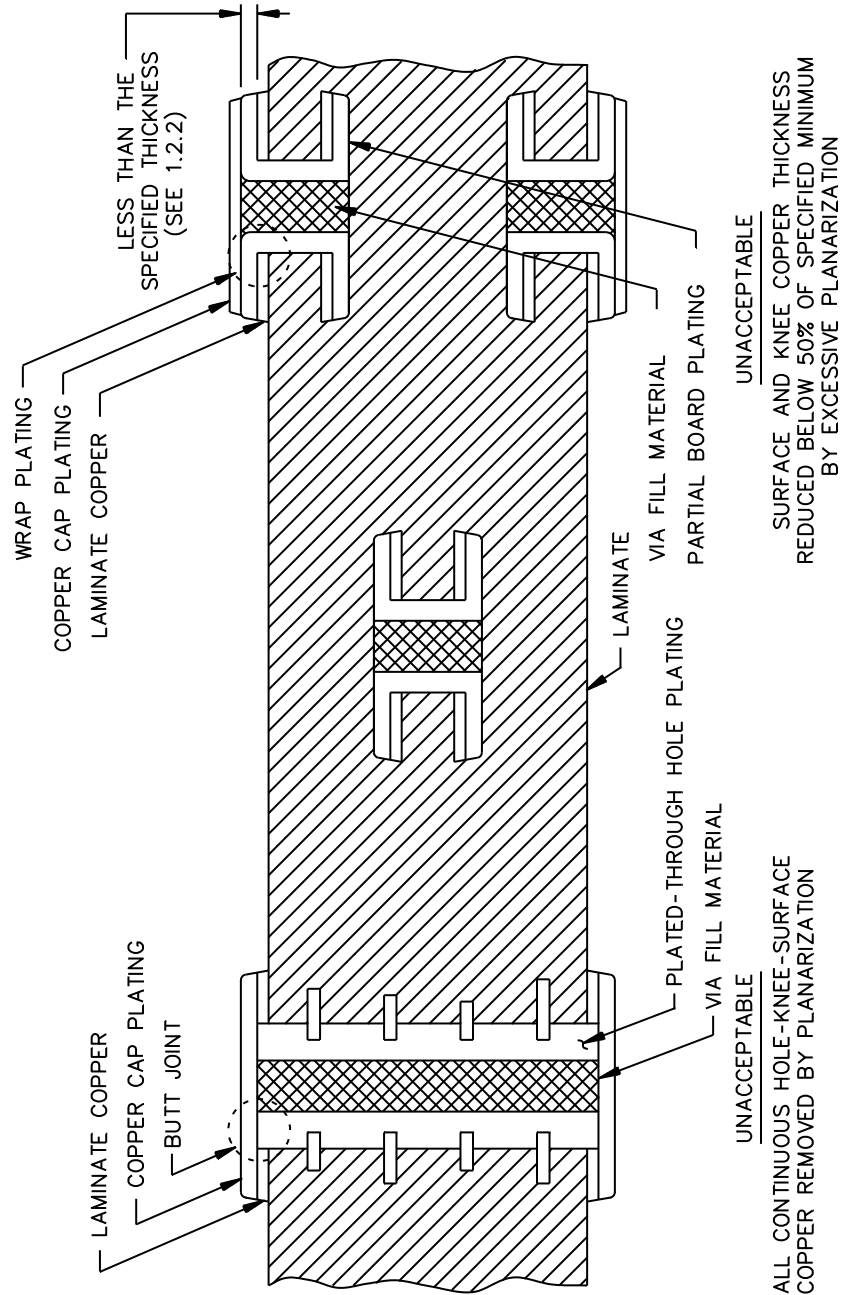 LAMINATE COPPER
COPPER CAP PLATING
BUTT JOINT
WRAP PLATING
COPPER CAP PLATING
LAMINATE COPPER
LESS THAN THE
SPECIFIED THICKNESS
(SEE 1.2.2)
LAMINATE
PLATED-THROUGH HOLE PLATING
VIA FILL MATERIAL
VIA FILL MATERIAL
PARTIAL BOARD PLATING
UNACCEPTABLE
ALL CONTINUOUS HOLE-KNEE-SURFACE
COPPER REMOVED BY PLANARIZATION
UNACCEPTABLE
SURFACE AND KNEE COPPER THICKNESS
REDUCED BELOW 50% OF SPECIFIED MINIMUM
BY EXCESSIVE PLANARIZATION